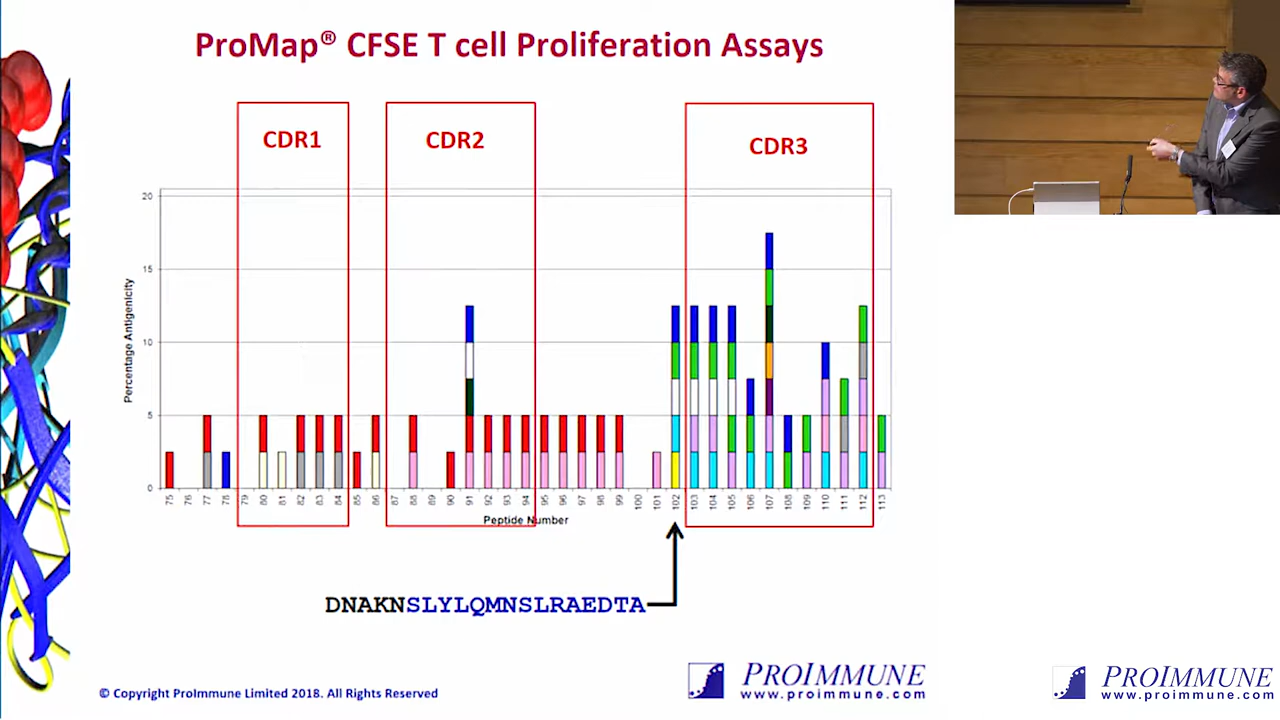 ProMap® CFSE T cell Proliferation Assays
CDR1
CDR2
CDR3
20
15
10
5
0
Percentage Antigenicity
75 76 77 78 79 80 81 82 83 84 85 86 87 88 89 90 91 92 93 94 95 96 97 98 99 100 101 102 103 104 105 106 107 108 109 110 111 112 113
Peptide Number
DNAKNSLYLQMNSLRAEDTA
PROIMMUNE
www.proimmune.com
© Copyright ProImmune Limited 2018. All Rights Reserved
PROIMMUNE
www.proimmune.com